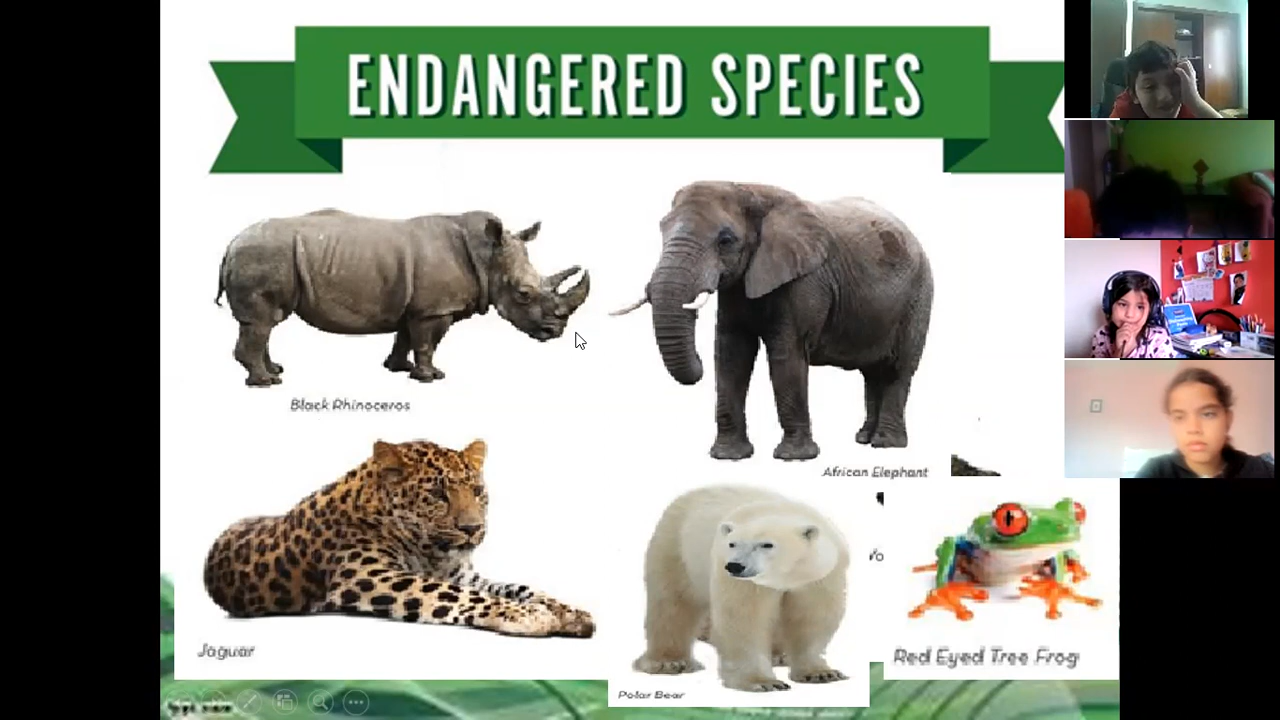 ENDANGERED SPECIES
Black Rhinoceros
African Elephant
Jaguar
Polar Bear
Red Eyed Tree Frog